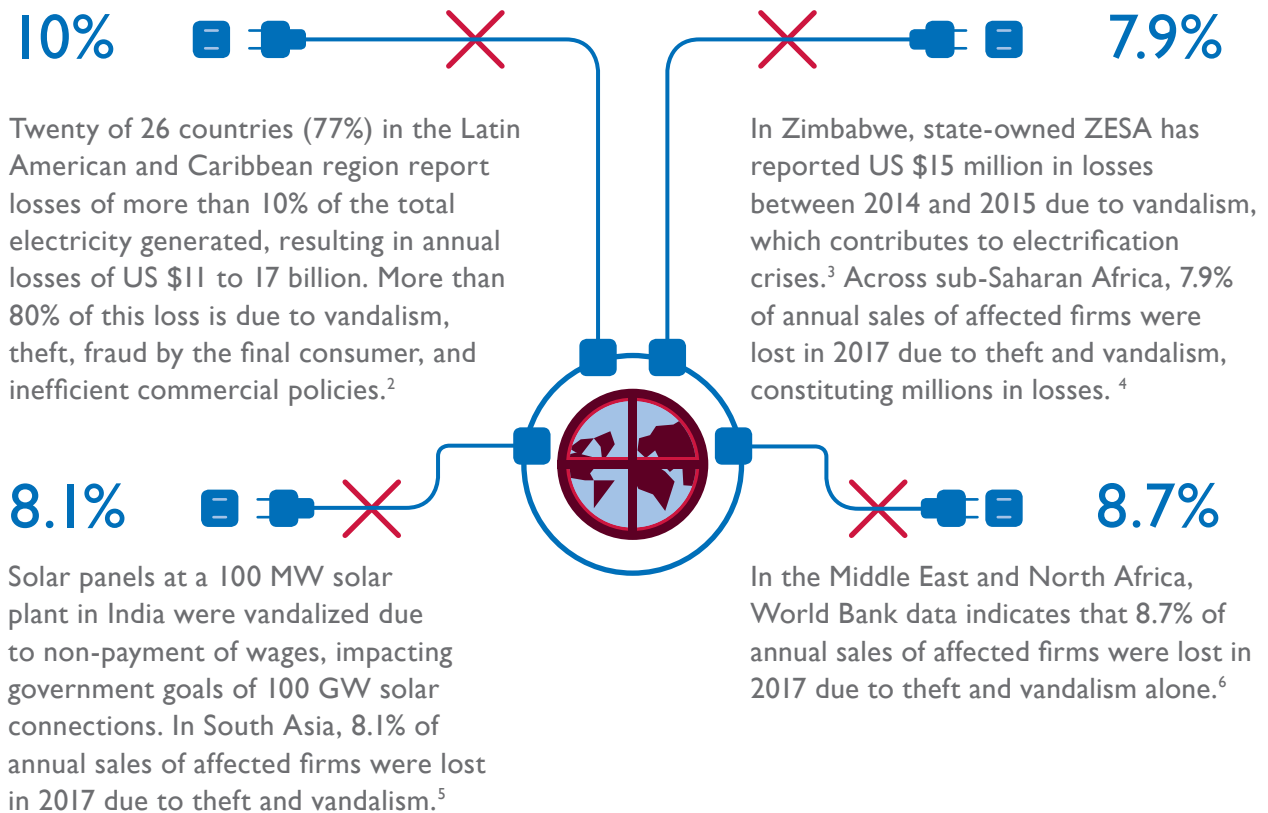 10%
Twenty of 26 countries (77%) in the Latin
American and Caribbean region report
losses of more than 10% of the total
electricity generated, resulting in annual
losses of US $11 to 17 billion. More than
80% of this loss is due to vandalism,
theft, fraud by the final consumer, and
inefficient commercial policies.2
7.9%
In Zimbabwe, state-owned ZESA has
reported US $15 million in losses
between 2014 and 2015 due to vandalism,
which contributes to electrification
crises.3 Across sub-Saharan Africa, 7.9%
of annual sales of affected firms were
lost in 2017 due to theft and vandalism,
constituting millions in losses. 4
8.1%
Solar panels at a 100 MW solar
plant in India were vandalized due
to non-payment of wages, impacting
government goals of 100 GW solar
connections. In South Asia, 8.1% of
annual sales of affected firms were lost
in 2017 due to theft and vandalism.5
8.7%
In the Middle East and North Africa,
World Bank data indicates that 8.7% of
annual sales of affected firms were lost in
2017 due to theft and vandalism alone.6